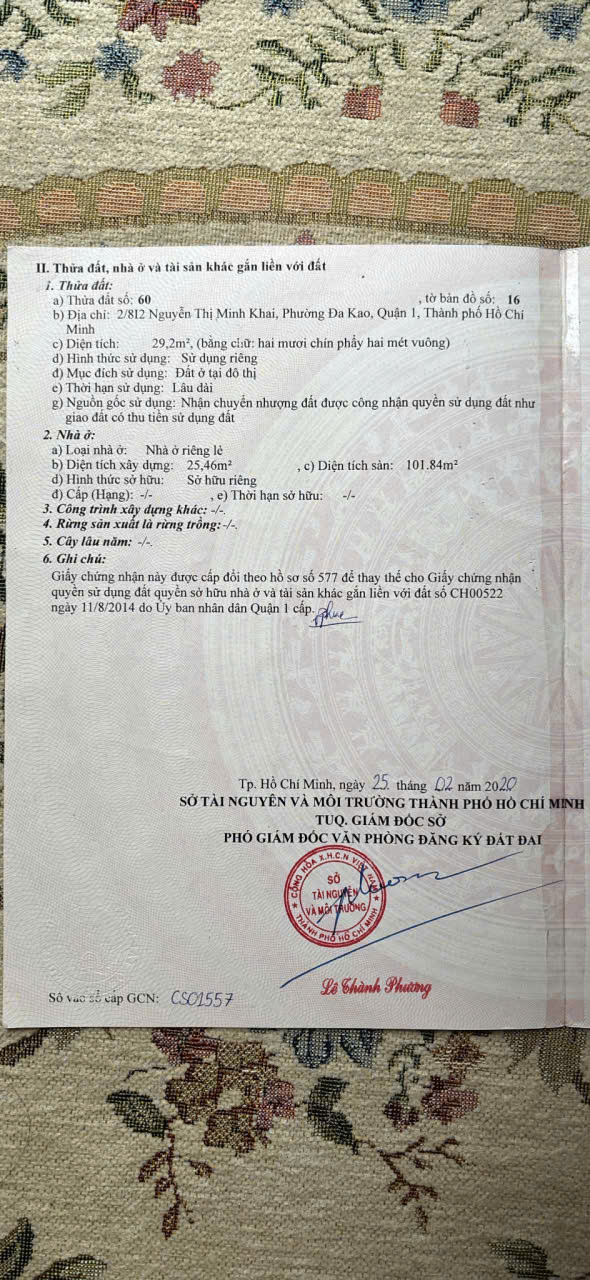 II. Thửa đất, nhà ở và tài sản khác gắn liền với đất
1. Thửa đất:
a) Thửa đất số: 60 , tờ bản đồ số: 16
b) Địa chỉ: 2/8I2 Nguyễn Thị Minh Khai, Phường Đa Kao, Quận 1, Thành phố Hồ Chí
Minh
c) Diện tích: 29,2m², (bằng chữ: hai mươi chín phẩy hai mét vuông)
d) Hình thức sử dụng: Sử dụng riêng
đ) Mục đích sử dụng: Đất ở tại đô thị
e) Thời hạn sử dụng: Lâu dài
g) Nguồn gốc sử dụng: Nhận chuyển nhượng đất được công nhận quyền sử dụng đất như
giao đất có thu tiền sử dụng đất
2. Nhà ở:
a) Loại nhà ở: Nhà ở riêng lẻ
b) Diện tích xây dựng: 25,46m² , c) Diện tích sàn: 101.84m²
d) Hình thức sở hữu: Sở hữu riêng
đ) Cấp (Hạng): -/- , e) Thời hạn sở hữu: -/-
3. Công trình xây dựng khác: -/-.
4. Rừng sản xuất là rừng trồng: -/-.
5. Cây lâu năm: -/-.
6. Ghi chú:
Giấy chứng nhận này được cấp đổi theo hồ sơ số 577 để thay thế cho Giấy chứng nhận
quyền sử dụng đất quyền sở hữu nhà ở và tài sản khác gắn liền với đất số CH00522
ngày 11/8/2014 do Ủy ban nhân dân Quận 1 cấp.
Tp. Hồ Chí Minh, ngày 25 tháng 02 năm 2020
SỞ TÀI NGUYÊN VÀ MÔI TRƯỜNG THÀNH PHỐ HỒ CHÍ MINH
TUQ. GIÁM ĐỐC SỞ
PHÓ GIÁM ĐỐC VĂN PHÒNG ĐĂNG KÝ ĐẤT ĐAI
CỘNG HÒA X.H.C.N VIỆT NAM
SỞ
TÀI NGUYÊN
VÀ MÔI TRƯỜNG
THÀNH PHỐ HỒ CHÍ MINH
Lê Thành Phương
Số vào sổ cấp GCN: CS01557